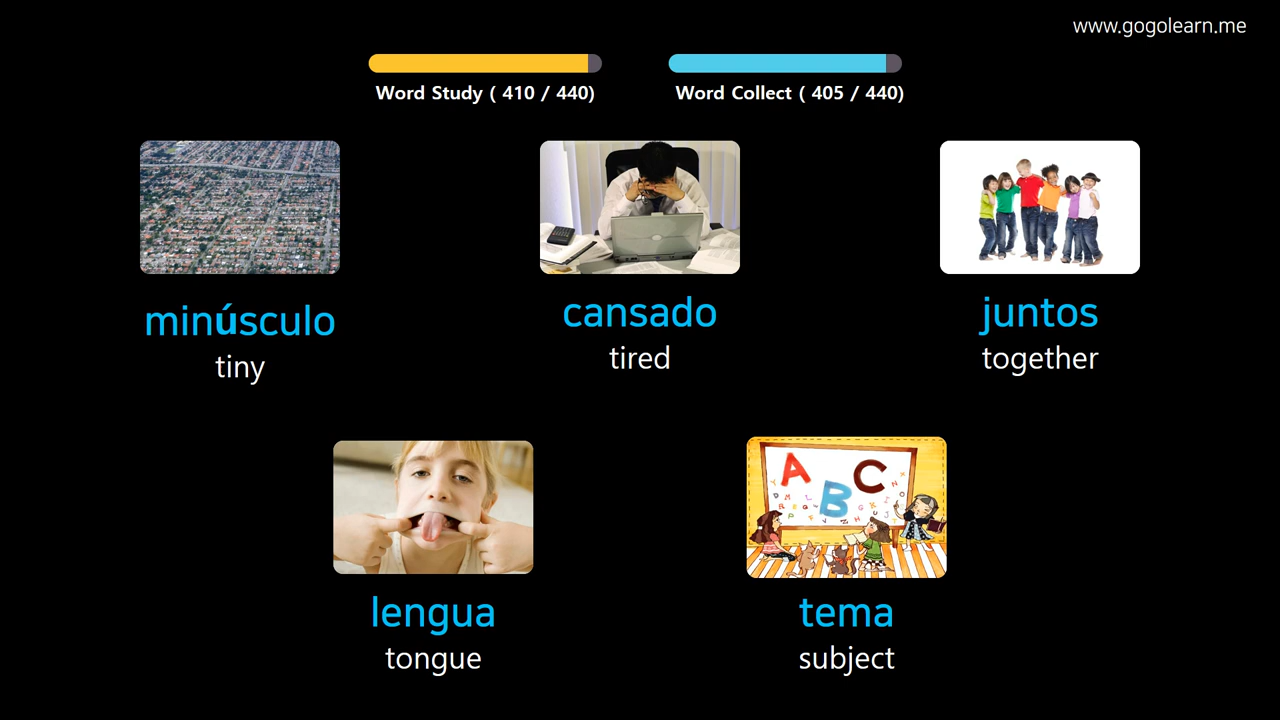 www.gogolearn.me
Word Study ( 410 / 440)
Word Collect ( 405 / 440)
minúsculo
tiny
cansado
tired
juntos
together
A
B
C
lengua
tongue
tema
subject